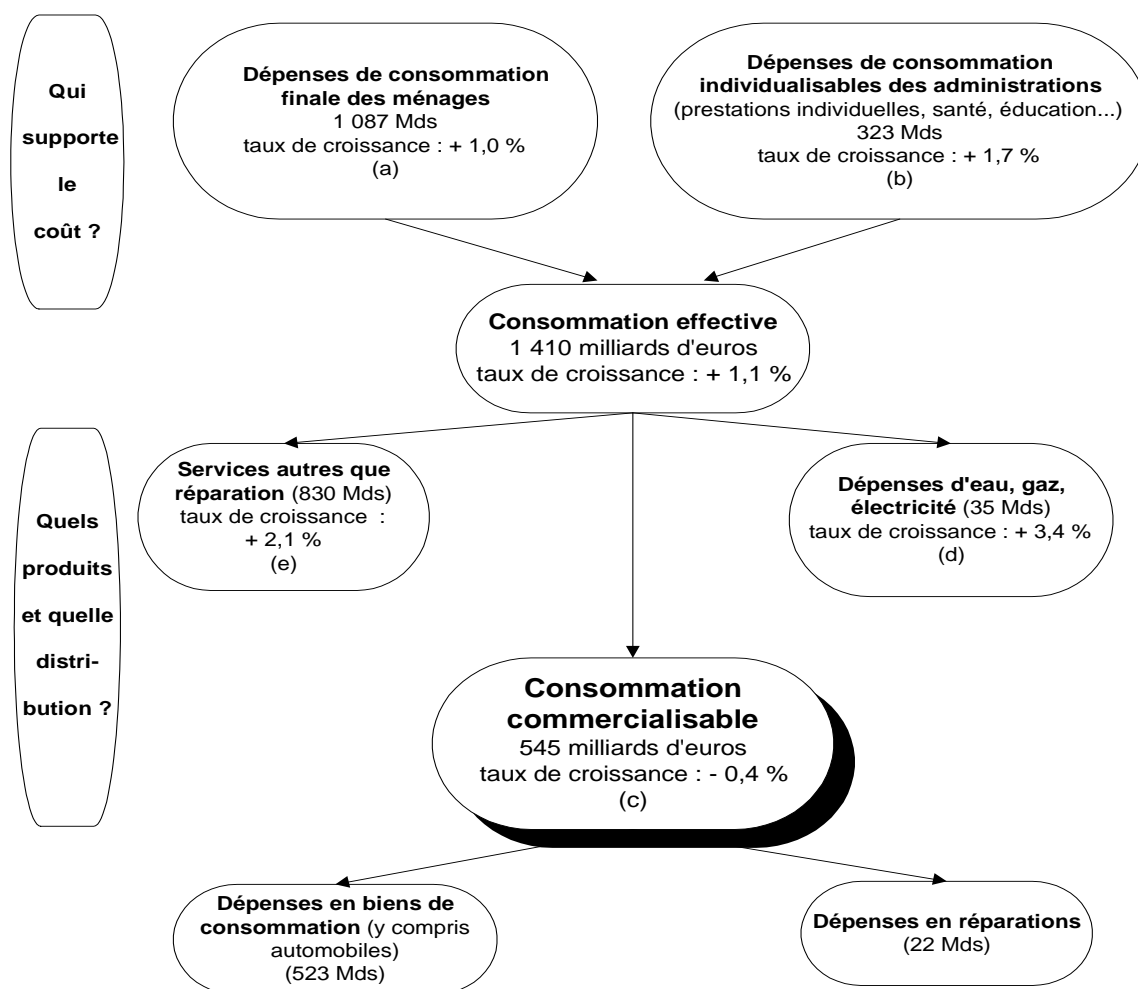 Qui
supporte
le
coût ?
Dépenses de consommation
finale des ménages
1 087 Mds
taux de croissance : + 1,0 %
(a)
Dépenses de consommation
individualisables des administrations
(prestations individuelles, santé, éducation...)
323 Mds
taux de croissance : + 1,7 %
(b)
Consommation effective
1 410 milliards d'euros
taux de croissance : + 1,1 %
Quels
produits
et quelle
distri-
bution ?
Services autres que
réparation (830 Mds)
taux de croissance :
+ 2,1 %
(e)
Dépenses d'eau, gaz,
électricité (35 Mds)
taux de croissance : + 3,4 %
(d)
Consommation
commercialisable
545 milliards d'euros
taux de croissance : - 0,4 %
(c)
Dépenses en biens de
consommation (y compris
automobiles)
(523 Mds)
Dépenses en réparations
(22 Mds)